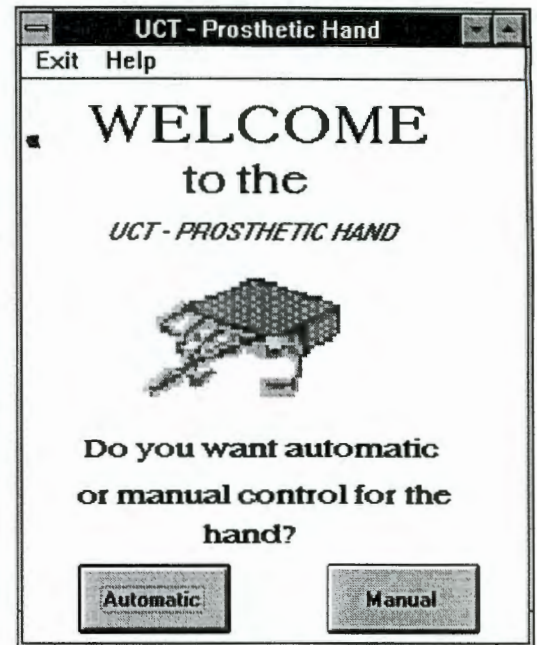 UCT - Prosthetic Hand
Exit Help
WELCOME
to the
UCT - PROSTHETIC HAND
Do you want automatic
or manual control for the
hand?
Automatic Manual